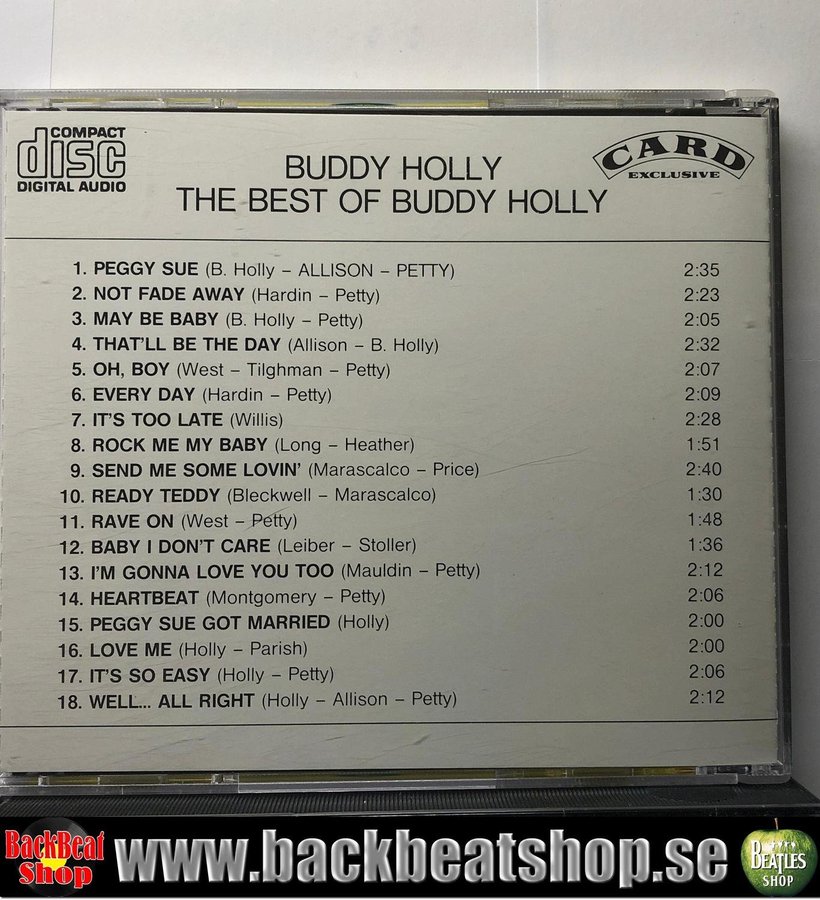 COMPACT
disc
DIGITAL AUDIO
BUDDY HOLLY
THE BEST OF BUDDY HOLLY
CARD
EXCLUSIVE
1. PEGGY SUE (B. Holly – ALLISON – PETTY) 2:35
2. NOT FADE AWAY (Hardin – Petty) 2:23
3. MAY BE BABY (B. Holly – Petty) 2:05
4. THAT'LL BE THE DAY (Allison – B. Holly) 2:32
5. OH, BOY (West – Tilghman – Petty) 2:07
6. EVERY DAY (Hardin – Petty) 2:09
7. IT'S TOO LATE (Willis) 2:28
8. ROCK ME MY BABY (Long – Heather) 1:51
9. SEND ME SOME LOVIN' (Marascalco – Price) 2:40
10. READY TEDDY (Bleckwell – Marascalco) 1:30
11. RAVE ON (West – Petty) 1:48
12. BABY I DON'T CARE (Leiber – Stoller) 1:36
13. I'M GONNA LOVE YOU TOO (Mauldin – Petty) 2:12
14. HEARTBEAT (Montgomery – Petty) 2:06
15. PEGGY SUE GOT MARRIED (Holly) 2:00
16. LOVE ME (Holly – Parish) 2:00
17. IT'S SO EASY (Holly – Petty) 2:06
18. WELL... ALL RIGHT (Holly – Allison – Petty) 2:12
BackBeat
Shop
www.backbeatshop.se
BEATLES
SHOP